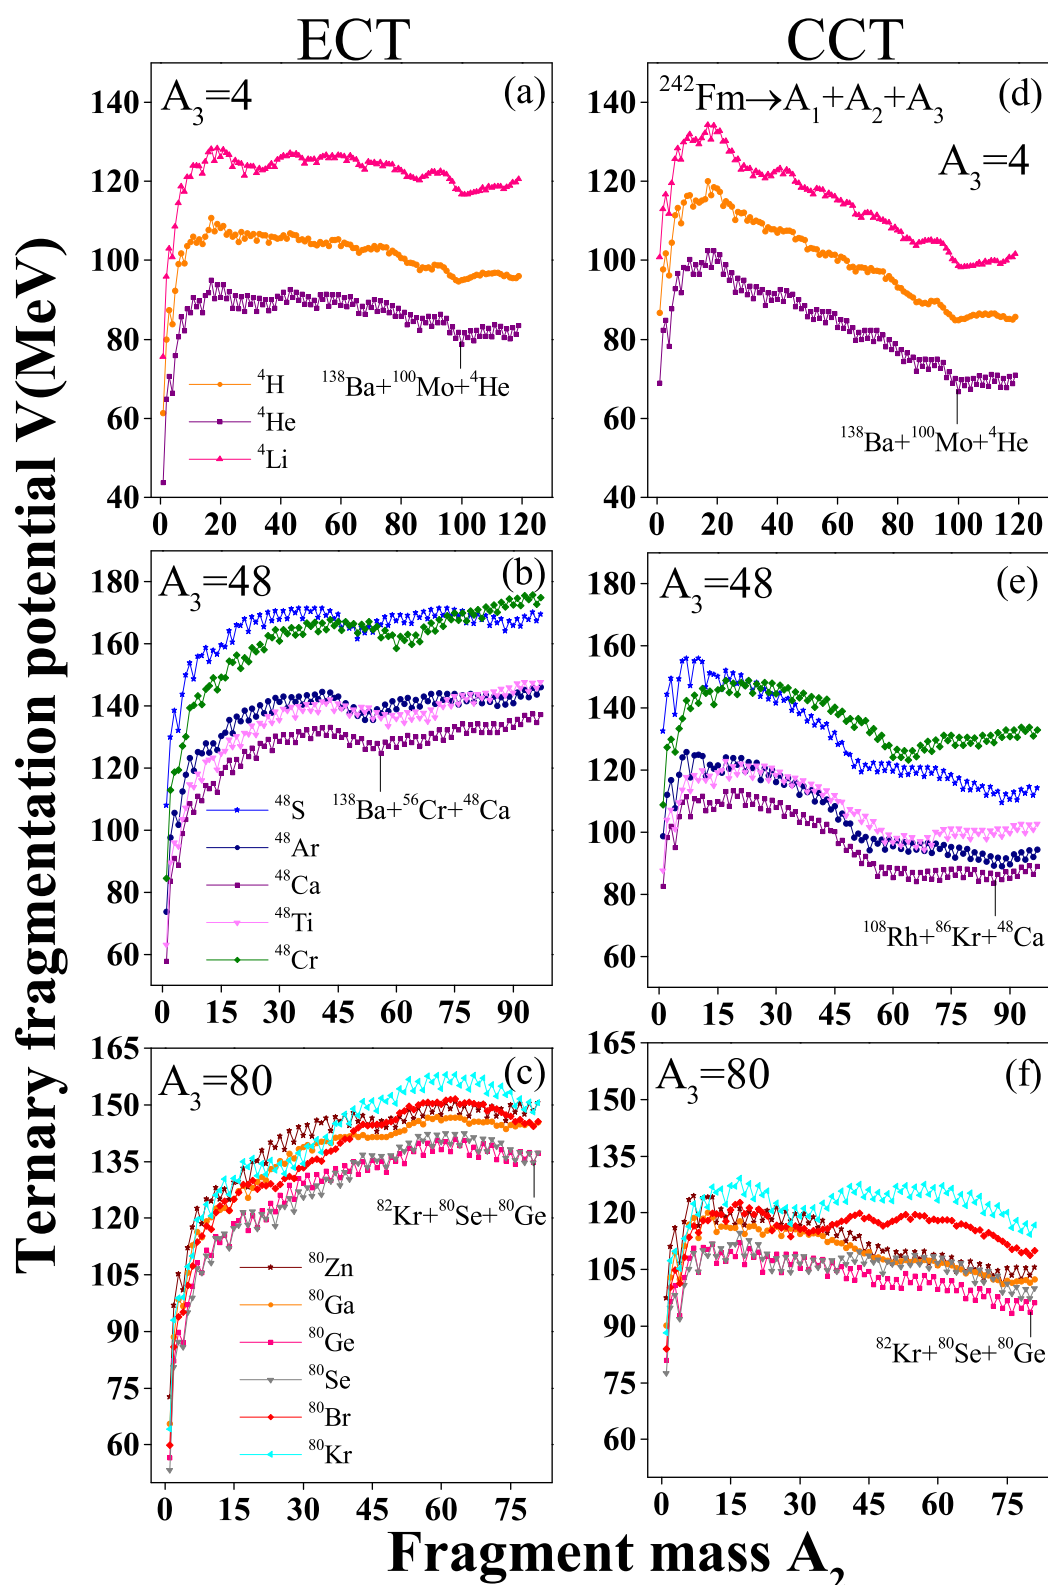 ECT
CCT
Ternary fragmentation potential V(MeV)
A₃=4
(a)
140
120
100
80
60
40
⁴H
⁴He
⁴Li
¹³⁸Ba+¹⁰⁰Mo+⁴He
0 20 40 60 80 100 120
²⁴²Fm→A₁+A₂+A₃
(d)
A₃=4
140
120
100
80
60
40
¹³⁸Ba+¹⁰⁰Mo+⁴He
0 20 40 60 80 100 120
A₃=48
(b)
180
160
140
120
100
80
60
¹³⁸Ba+⁵⁶Cr+⁴⁸Ca
⁴⁸S
⁴⁸Ar
⁴⁸Ca
⁴⁸Ti
⁴⁸Cr
0 15 30 45 60 75 90
A₃=48
(e)
180
160
140
120
100
80
60
¹⁰⁸Rh+⁸⁶Kr+⁴⁸Ca
0 15 30 45 60 75 90
A₃=80
(c)
165
150
135
120
105
90
75
60
⁸²Kr+⁸⁰Se+⁸⁰Ge
⁸⁰Zn
⁸⁰Ga
⁸⁰Ge
⁸⁰Se
⁸⁰Br
⁸⁰Kr
0 15 30 45 60 75
A₃=80
(f)
165
150
135
120
105
90
75
60
⁸²Kr+⁸⁰Se+⁸⁰Ge
0 15 30 45 60 75
Fragment mass A₂